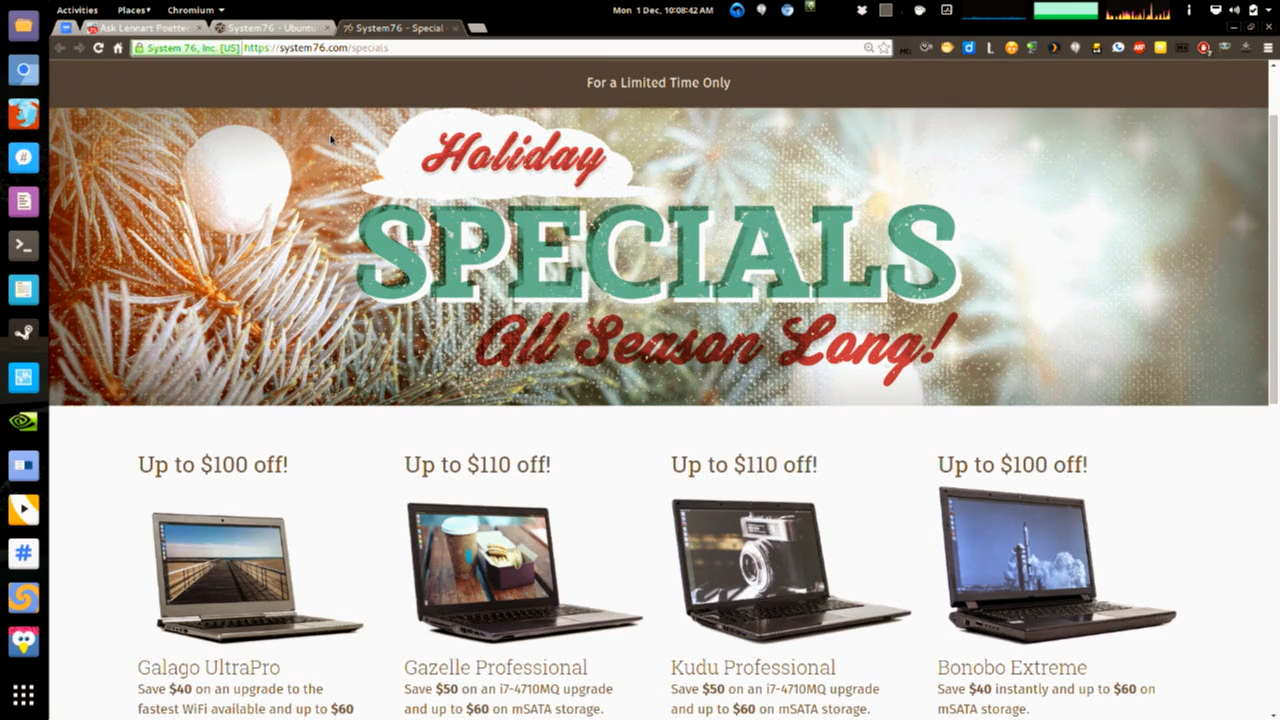 Activities Places Chromium Mon 1 Dec, 10:08:42 AM
Ask Lennart Poetter System76 - Ubuntu System76 - Special
System 76, Inc. [US] https://system76.com/specials
For a Limited Time Only
Holiday
SPECIALS
All Season Long!
Up to $100 off! Up to $110 off! Up to $110 off! Up to $100 off!
Galago UltraPro Gazelle Professional Kudu Professional Bonobo Extreme
Save $40 on an upgrade to the Save $50 on an i7-4710MQ upgrade Save $50 on an i7-4710MQ upgrade Save $40 instantly and up to $60 on
fastest WiFi available and up to $60 and up to $60 on mSATA storage. and up to $60 on mSATA storage. mSATA storage.